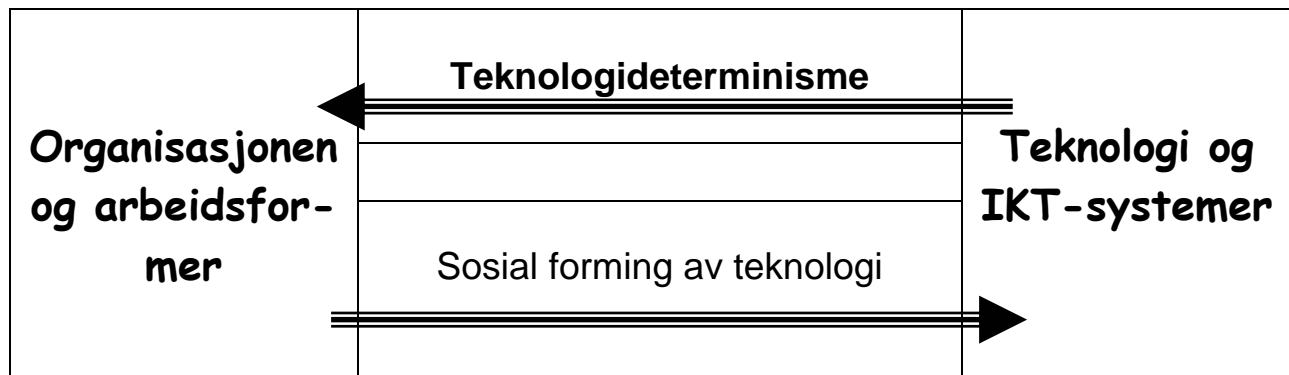 Teknologideterminisme
Organisasjonen
og arbeidsfor-
mer
Teknologi og
IKT-systemer
Sosial forming av teknologi